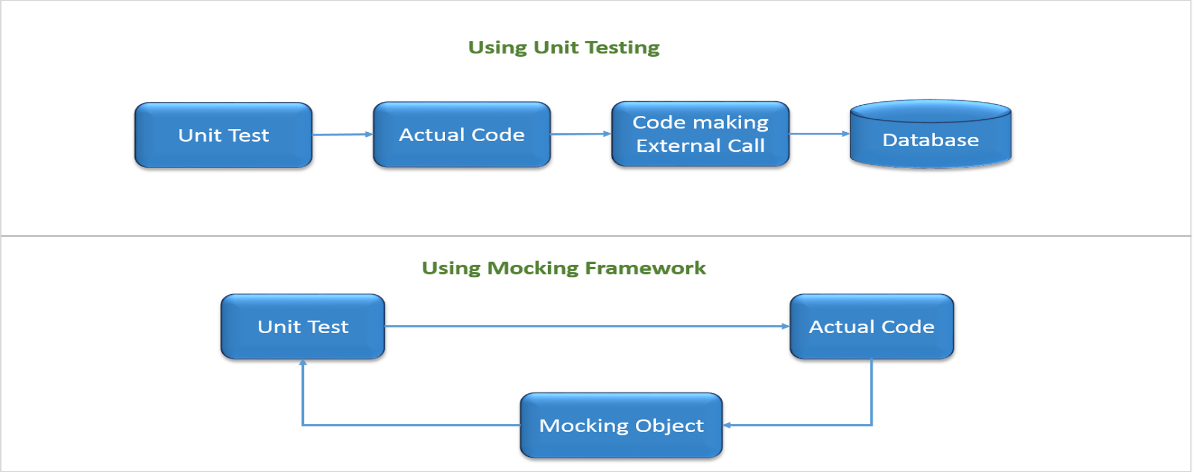 Using Unit Testing
Unit Test
Actual Code
Code making
External Call
Database
Using Mocking Framework
Unit Test
Actual Code
Mocking Object